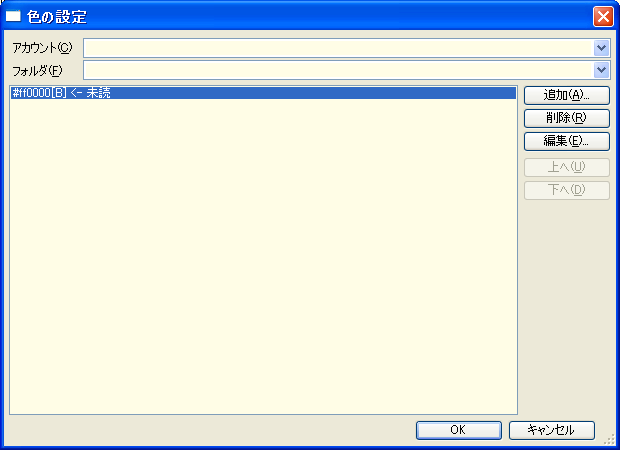 色の設定
アカウント(C)
フォルダ(F)
#ff0000[B] <- 未読
追加(A)...
削除(R)
編集(E)...
上へ(U)
下へ(D)
OK
キャンセル